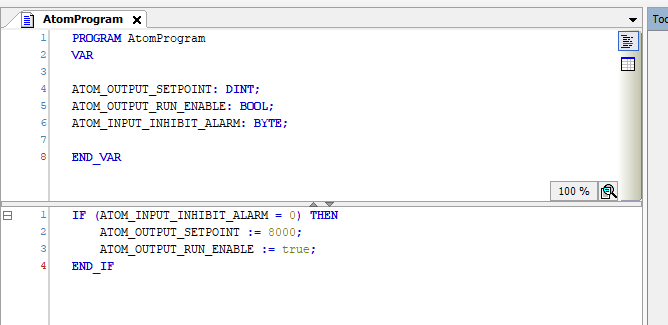 AtomProgram
Too
1 PROGRAM AtomProgram
2 VAR
3
4 ATOM_OUTPUT_SETPOINT: DINT;
5 ATOM_OUTPUT_RUN_ENABLE: BOOL;
6 ATOM_INPUT_INHIBIT_ALARM: BYTE;
7
8 END_VAR
100 %
1 IF (ATOM_INPUT_INHIBIT_ALARM = 0) THEN
2 ATOM_OUTPUT_SETPOINT := 8000;
3 ATOM_OUTPUT_RUN_ENABLE := true;
4 END_IF